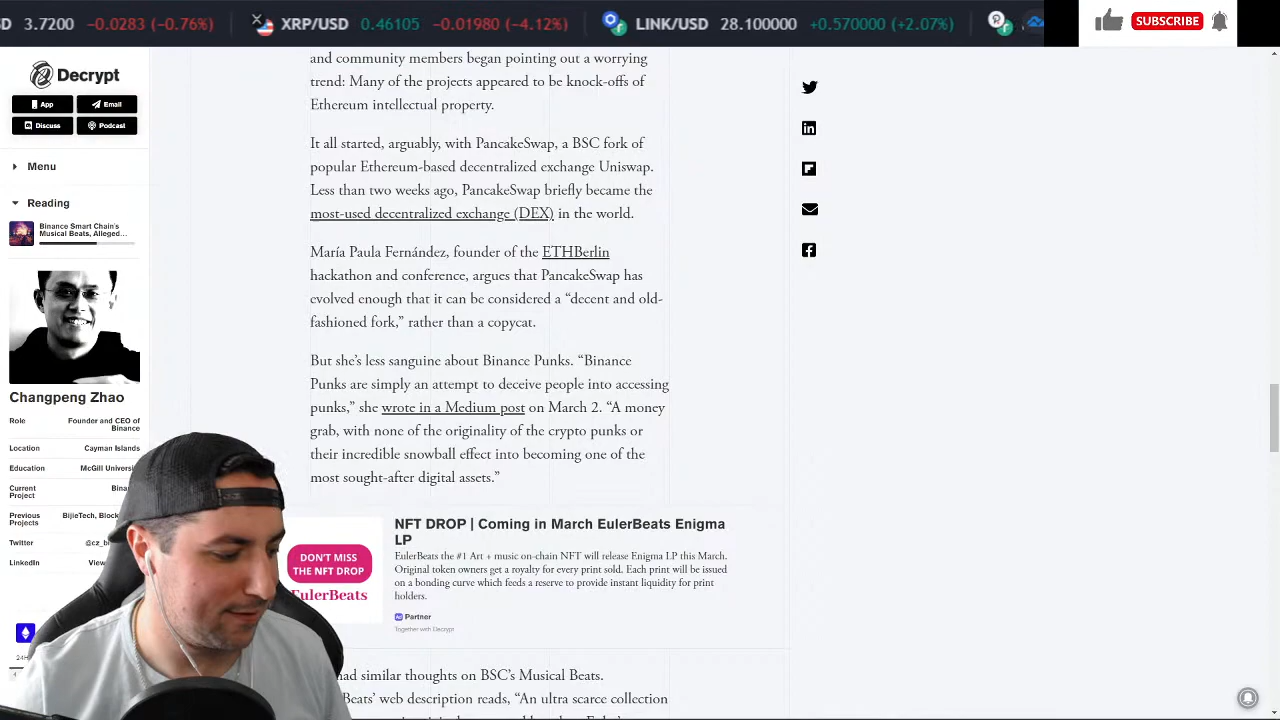 D 3.7200 -0.0283 (-0.76%) XRP/USD 0.46105 -0.01980 (-4.12%) LINK/USD 28.100000 +0.570000 (+2.07%)
SUBSCRIBE
Decrypt
App Email
Discuss Podcast
Menu
Reading
Binance Smart Chain's
Musical Beats, Alleged...
Changpeng Zhao
Role Founder and CEO of
Binance
Location Cayman Islands
Education McGill Universi
Current
Project
Bina
Previous
Projects
BijieTech, Block
Twitter @cz_bi
LinkedIn View
24H
and community members began pointing out a worrying
trend: Many of the projects appeared to be knock-offs of
Ethereum intellectual property.
It all started, arguably, with PancakeSwap, a BSC fork of
popular Ethereum-based decentralized exchange Uniswap.
Less than two weeks ago, PancakeSwap briefly became the
most-used decentralized exchange (DEX) in the world.
María Paula Fernández, founder of the ETHBerlin
hackathon and conference, argues that PancakeSwap has
evolved enough that it can be considered a “decent and old-
fashioned fork,” rather than a copycat.
But she’s less sanguine about Binance Punks. “Binance
Punks are simply an attempt to deceive people into accessing
punks,” she wrote in a Medium post on March 2. “A money
grab, with none of the originality of the crypto punks or
their incredible snowball effect into becoming one of the
most sought-after digital assets.”
DON'T MISS
THE NFT DROP
EulerBeats
NFT DROP | Coming in March EulerBeats Enigma
LP
EulerBeats the #1 Art + music on-chain NFT will release Enigma LP this March.
Original token owners get a royalty for every print sold. Each print will be issued
on a bonding curve which feeds a reserve to provide instant liquidity for print
holders.
Ad Partner
Together with Decrypt
had similar thoughts on BSC’s Musical Beats.
Beats’ web description reads, “An ultra scarce collection